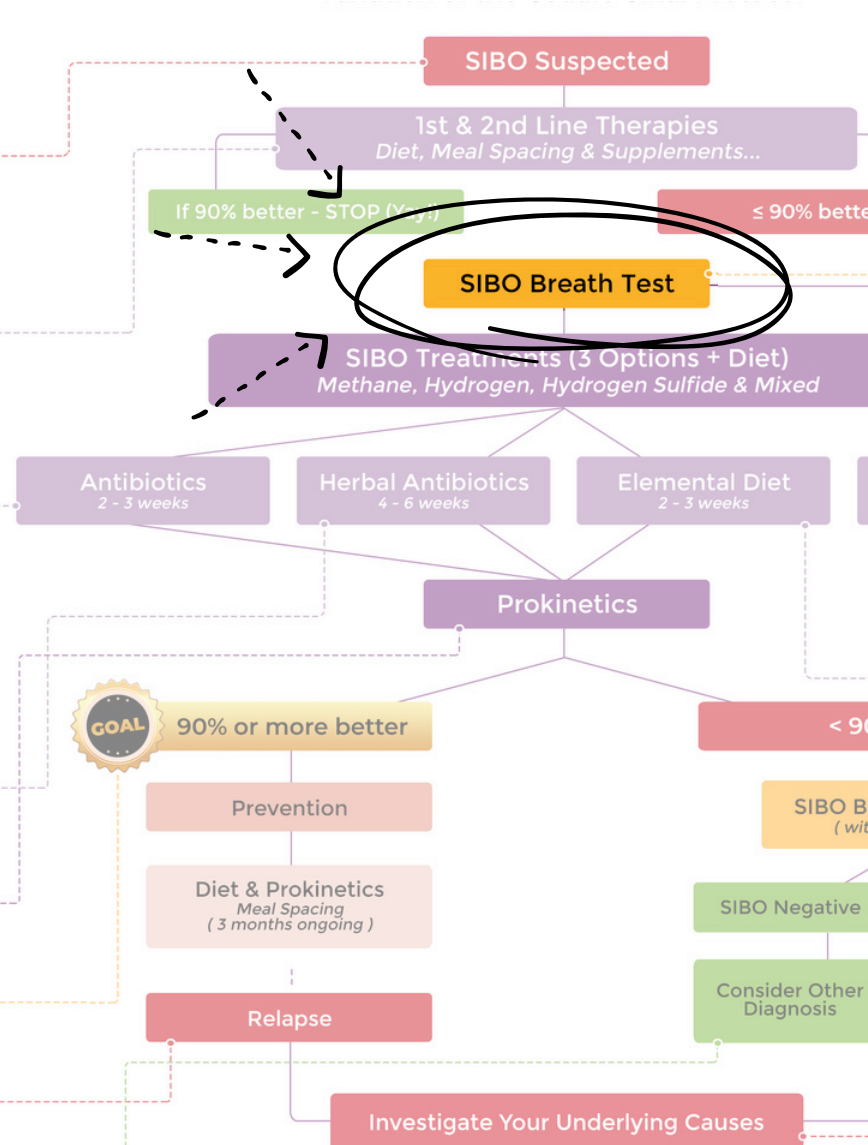 SIBO Suspected
1st & 2nd Line Therapies
Diet, Meal Spacing & Supplements...
If 90% better - STOP (Yay!)
≤ 90% bette
SIBO Breath Test
SIBO Treatments (3 Options + Diet)
Methane, Hydrogen, Hydrogen Sulfide & Mixed
Antibiotics
2 - 3 weeks
Herbal Antibiotics
4 - 6 weeks
Elemental Diet
2 - 3 weeks
Prokinetics
GOAL
90% or more better
< 90
Prevention
SIBO B
( wit
Diet & Prokinetics
Meal Spacing
( 3 months ongoing )
SIBO Negative
Consider Other
Diagnosis
Relapse
Investigate Your Underlying Causes